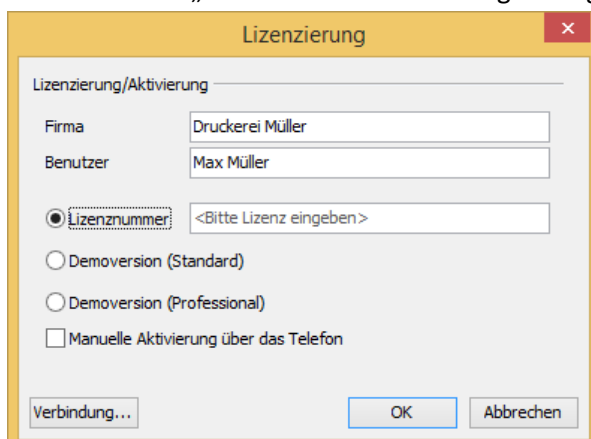 Lizenzierung
Lizenzierung/Aktivierung
Firma Druckerei Müller
Benutzer Max Müller
Lizenznummer <Bitte Lizenz eingeben>
Demoversion (Standard)
Demoversion (Professional)
Manuelle Aktivierung über das Telefon
Verbindung... OK Abbrechen